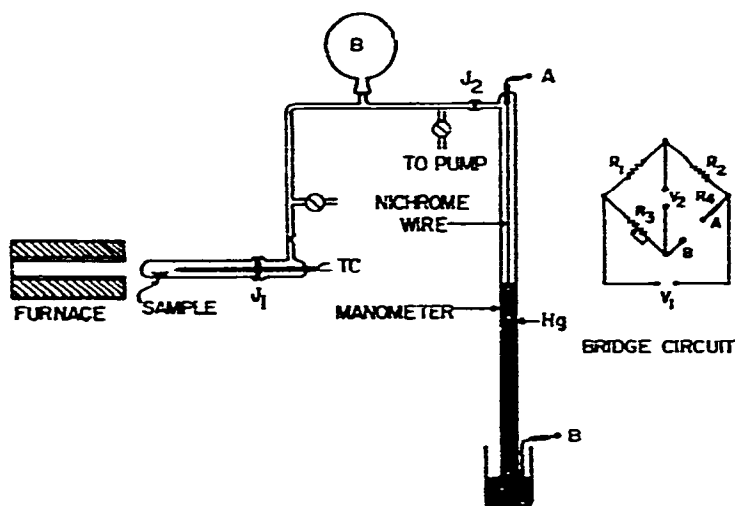 B
J2
A
TO PUMP
NICHROME
WIRE
R1
R2
V2
R3
R4
A
B
V1
TC
J1
FURNACE
SAMPLE
MANOMETER
Hg
BRIDGE CIRCUIT
B